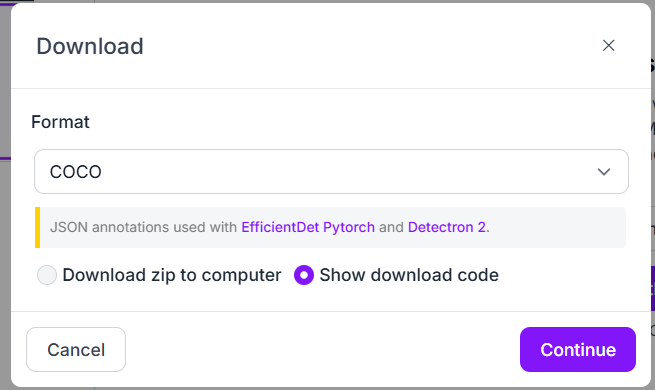 Download
Format
COCO
JSON annotations used with EfficientDet Pytorch and Detectron 2.
Download zip to computer Show download code
Cancel Continue